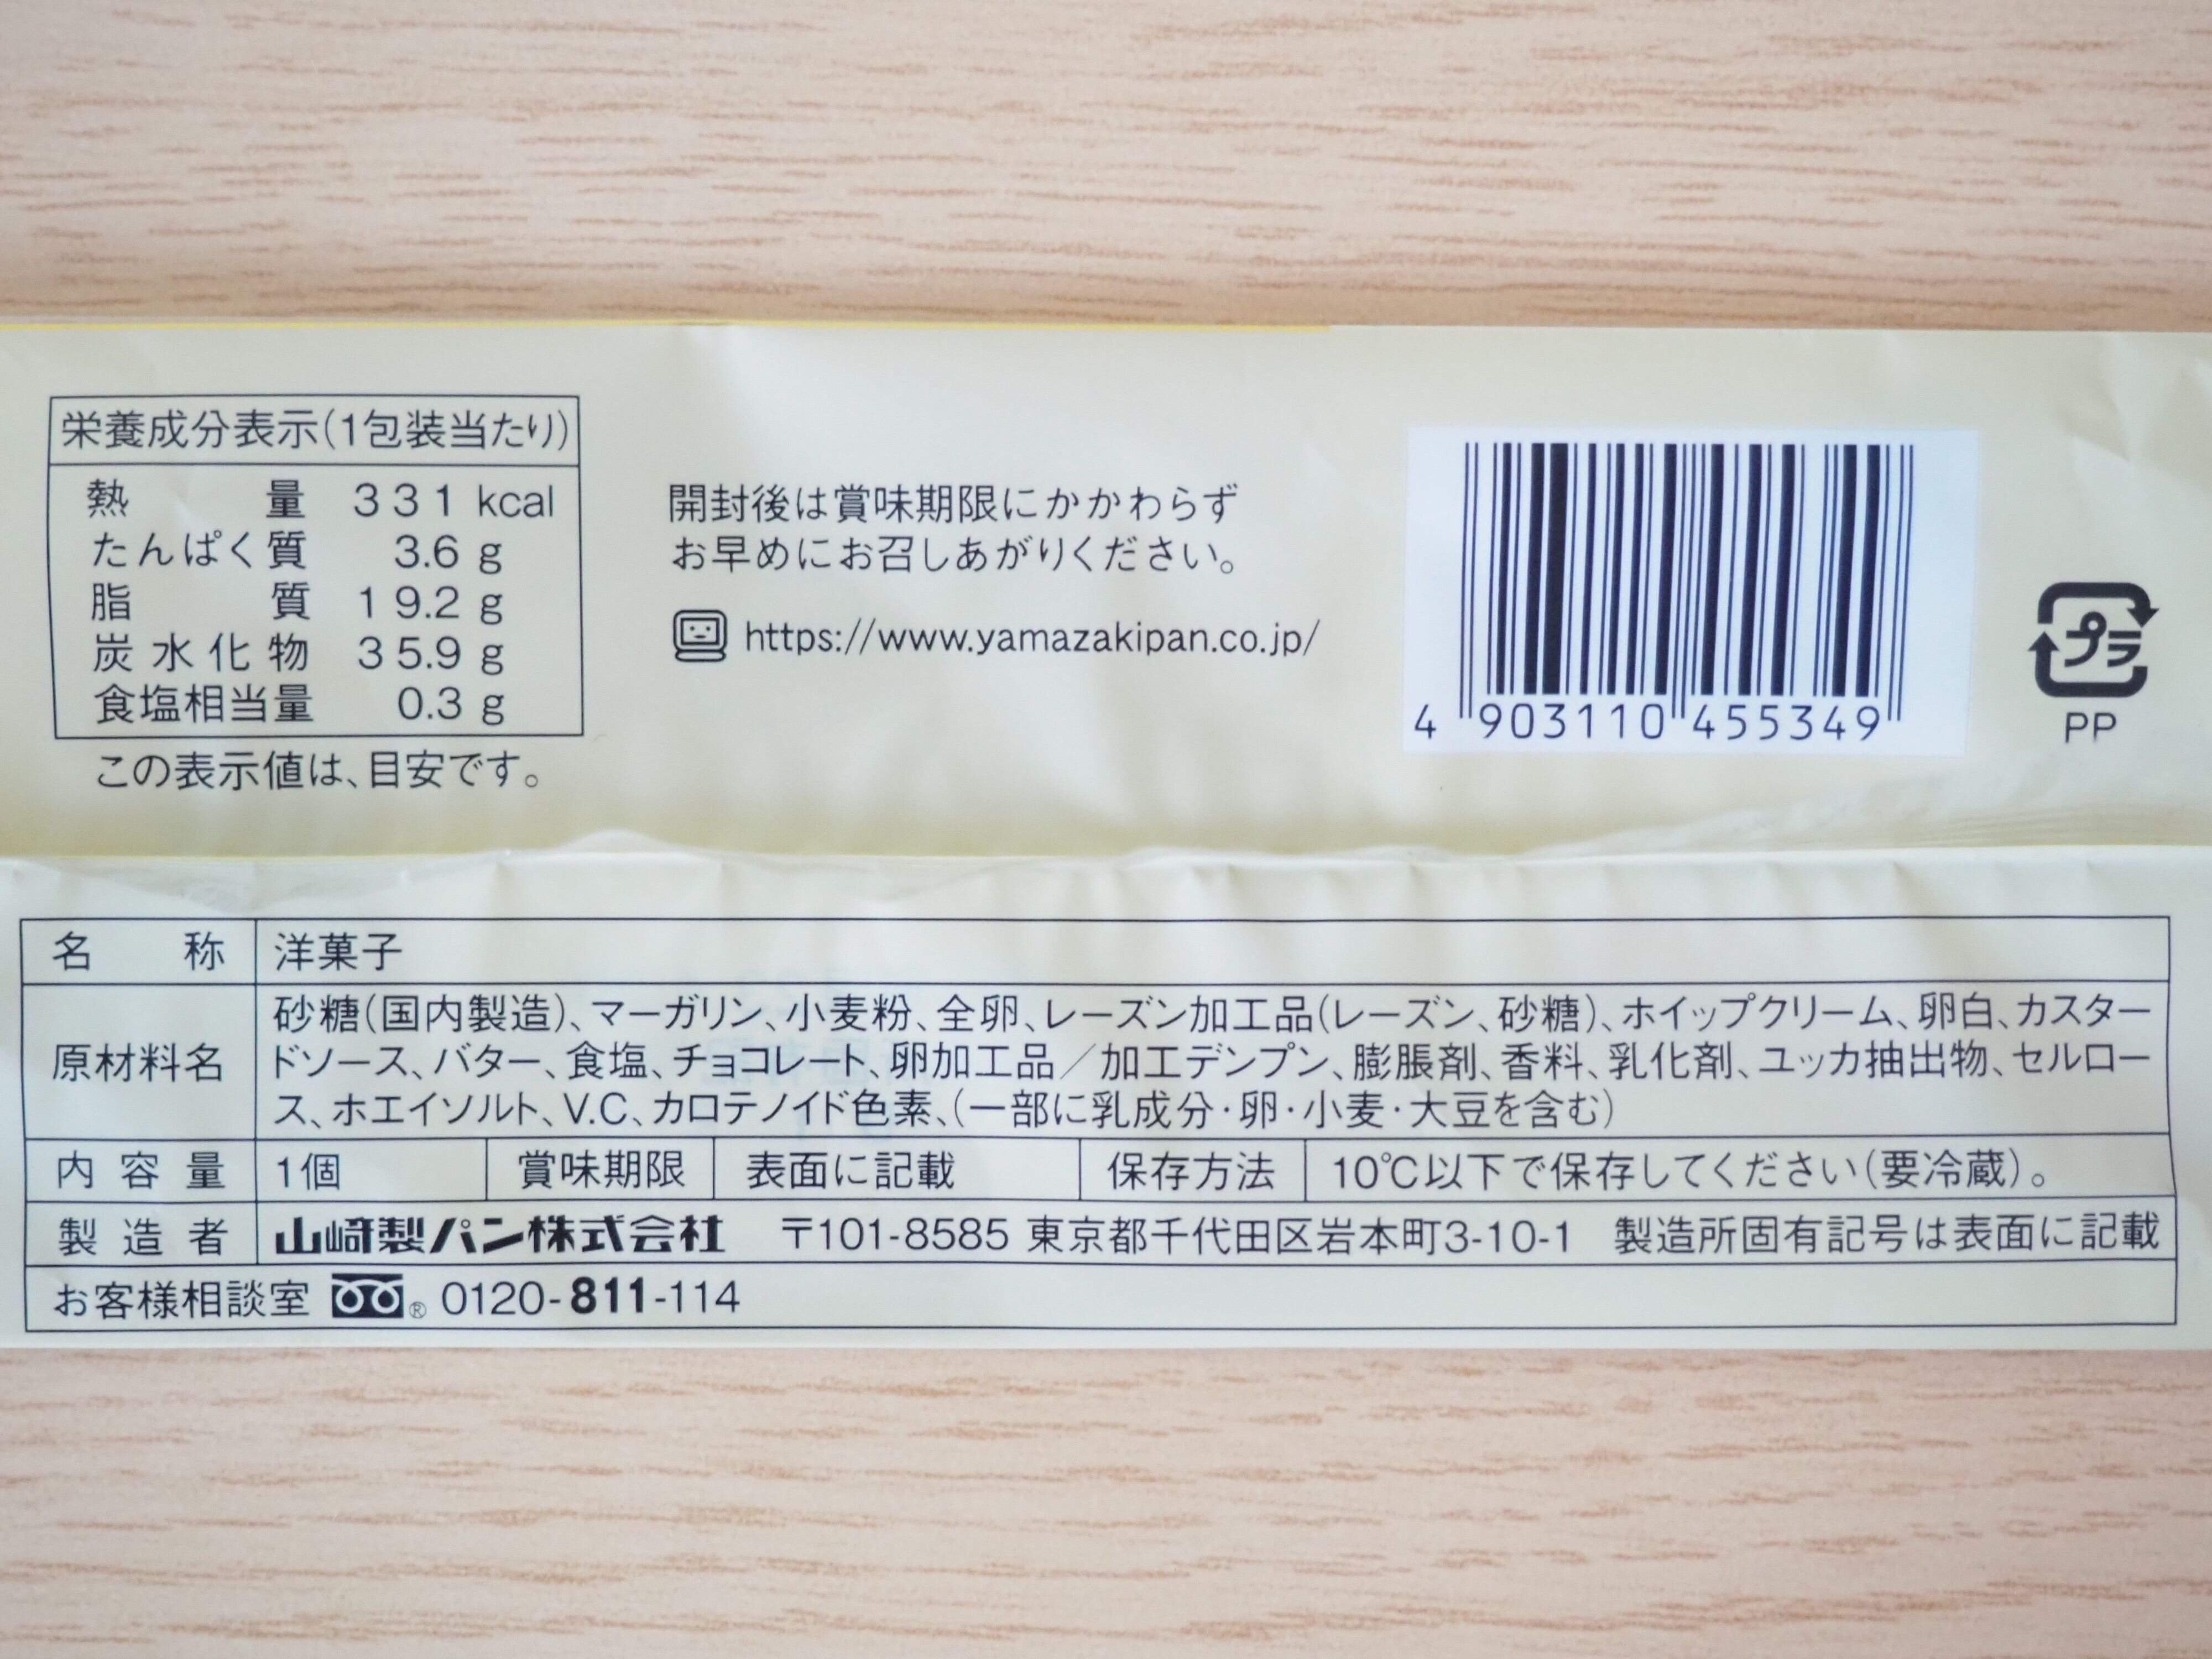 栄養成分表示(1包装当たり)
熱量 331 kcal
たんぱく質 3.6 g
脂質 19.2 g
炭水化物 35.9 g
食塩相当量 0.3 g
この表示値は、目安です。
開封後は賞味期限にかかわらず
お早めにお召しあがりください。
https://www.yamazakipan.co.jp/
4 903110 455349
プラ
PP
名称 洋菓子
原材料名 砂糖(国内製造)、マーガリン、小麦粉、全卵、レーズン加工品(レーズン、砂糖)、ホイップクリーム、卵白、カスター
ドソース、バター、食塩、チョコレート、卵加工品/加工デンプン、膨脹剤、香料、乳化剤、ユッカ抽出物、セルロー
ス、ホエイソルト、V.C、カロテノイド色素、(一部に乳成分・卵・小麦・大豆を含む)
内容量 1個 賞味期限 表面に記載 保存方法 10℃以下で保存してください(要冷蔵)。
製造者 山崎製パン株式会社 〒101-8585 東京都千代田区岩本町3-10-1 製造所固有記号は表面に記載
お客様相談室 ® 0120-811-114